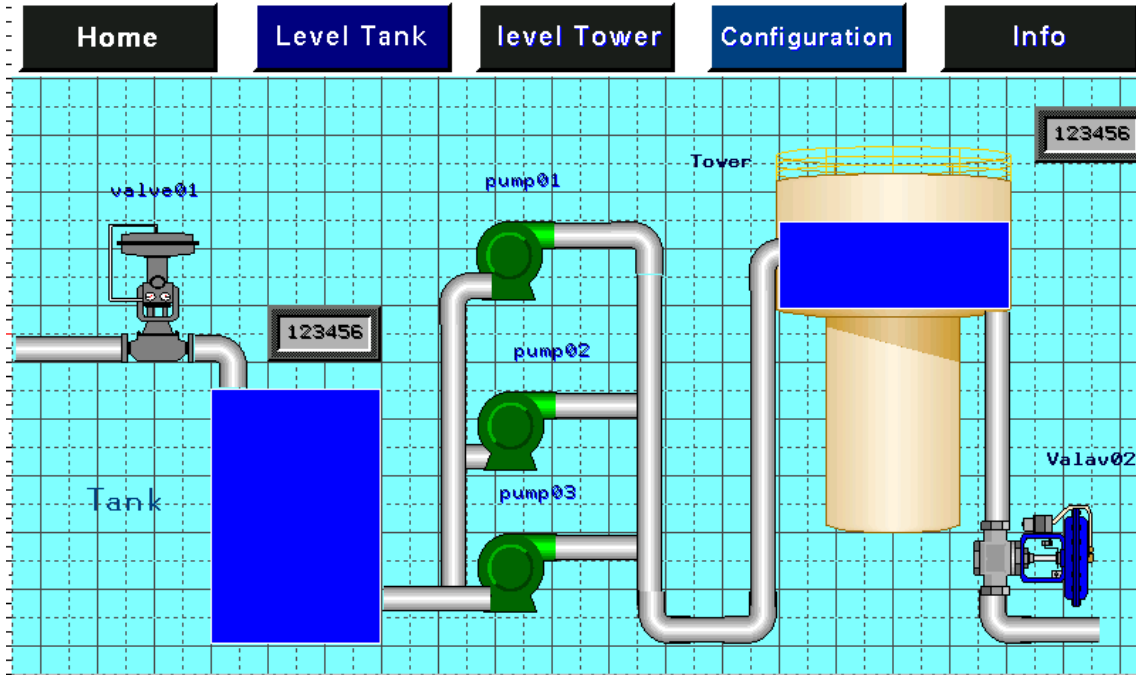 Home
Level Tank
level Tower
Configuration
Info
123456
Tower
valve01
pump01
123456
pump02
Valav02
Tank
pump03